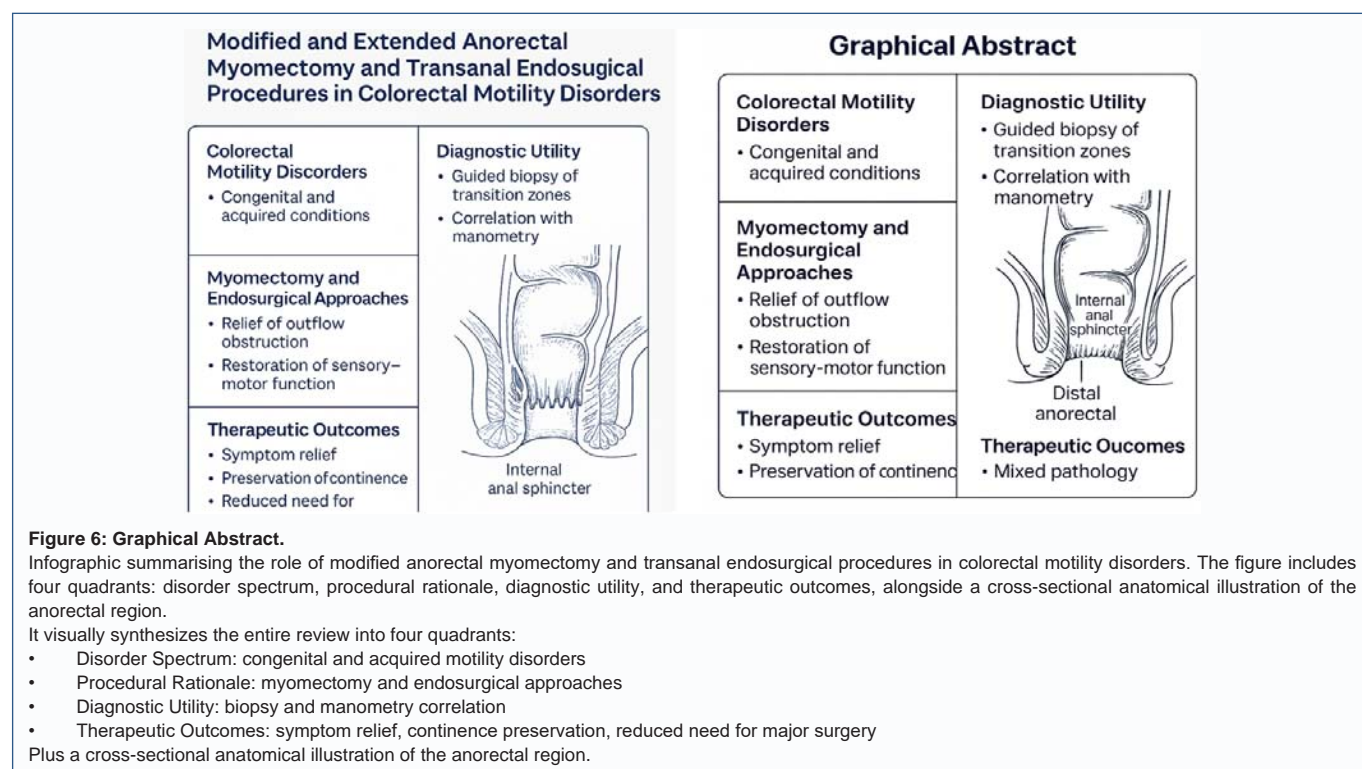 Modified and Extended Anorectal
Myomectomy and Transanal Endosugical
Procedures in Colorectal Motility Disorders
Colorectal
Motility Discorders
• Congenital and
acquired conditions
Myomectomy and
Endosurgical Approaches
• Relief of outflow
obstruction
• Restoration of sensory–
motor function
Therapeutic Outcomes
• Symptom relief
• Preservation of continence
• Reduced need for
Diagnostic Utility
• Guided biopsy of
transition zones
• Correlation with
manometry
Internal
anal sphincter
Graphical Abstract
Colorectal Motility
Disorders
• Congenital and
acquired conditions
Myomectomy and
Endosurgical
Approaches
• Relief of outflow
obstruction
• Restoration of
sensory-motor function
Therapeutic Outcomes
• Symptom relief
• Preservation of continenc
Diagnostic Utility
• Guided biopsy of
transition zones
• Correlation with
manometry
Internal
anal
sphincter
Distal
anorectal
Therapeutic Oucomes
• Mixed pathology
Figure 6: Graphical Abstract.
Infographic summarising the role of modified anorectal myomectomy and transanal endosurgical procedures in colorectal motility disorders. The figure includes
four quadrants: disorder spectrum, procedural rationale, diagnostic utility, and therapeutic outcomes, alongside a cross-sectional anatomical illustration of the
anorectal region.
It visually synthesizes the entire review into four quadrants:
• Disorder Spectrum: congenital and acquired motility disorders
• Procedural Rationale: myomectomy and endosurgical approaches
• Diagnostic Utility: biopsy and manometry correlation
• Therapeutic Outcomes: symptom relief, continence preservation, reduced need for major surgery
Plus a cross-sectional anatomical illustration of the anorectal region.